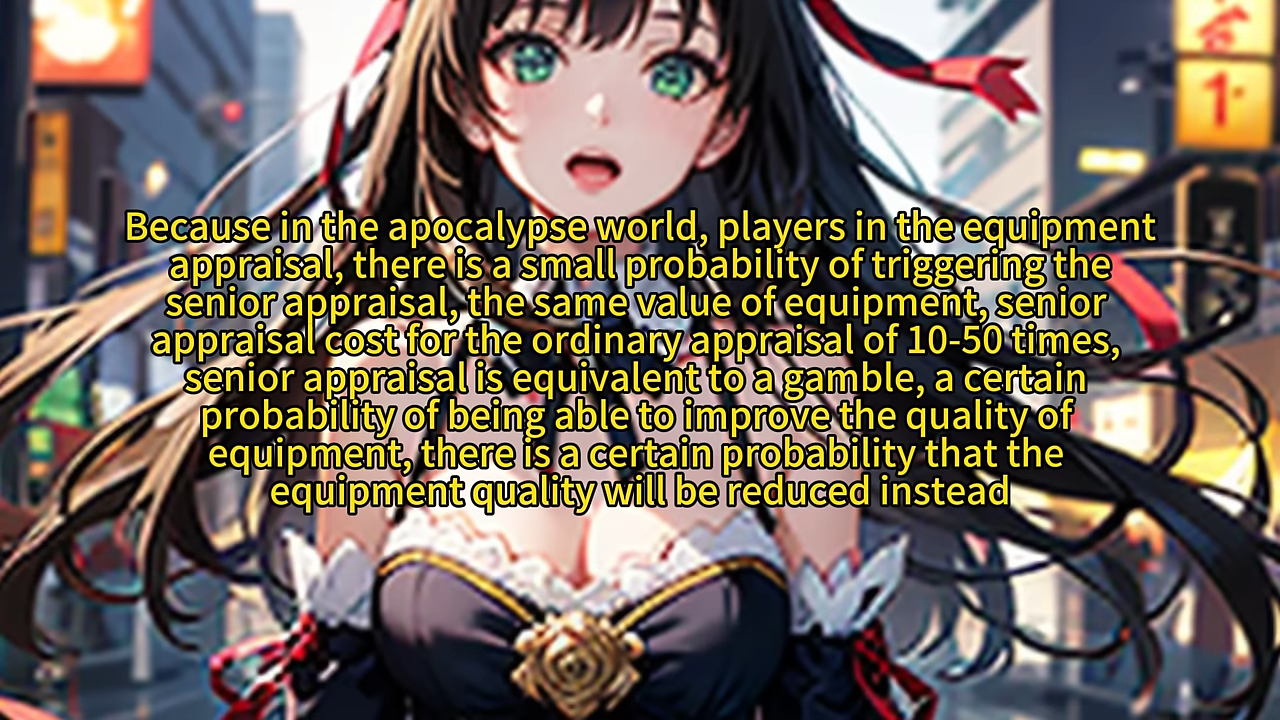 Because in the apocalypse world, players in the equipment
appraisal, there is a small probability of triggering the
senior appraisal, the same value of equipment, senior
appraisal cost for the ordinary appraisal of 10-50 times,
senior appraisal is equivalent to a gamble, a certain
probability of being able to improve the quality of
equipment, there is a certain probability that the
equipment quality will be reduced instead